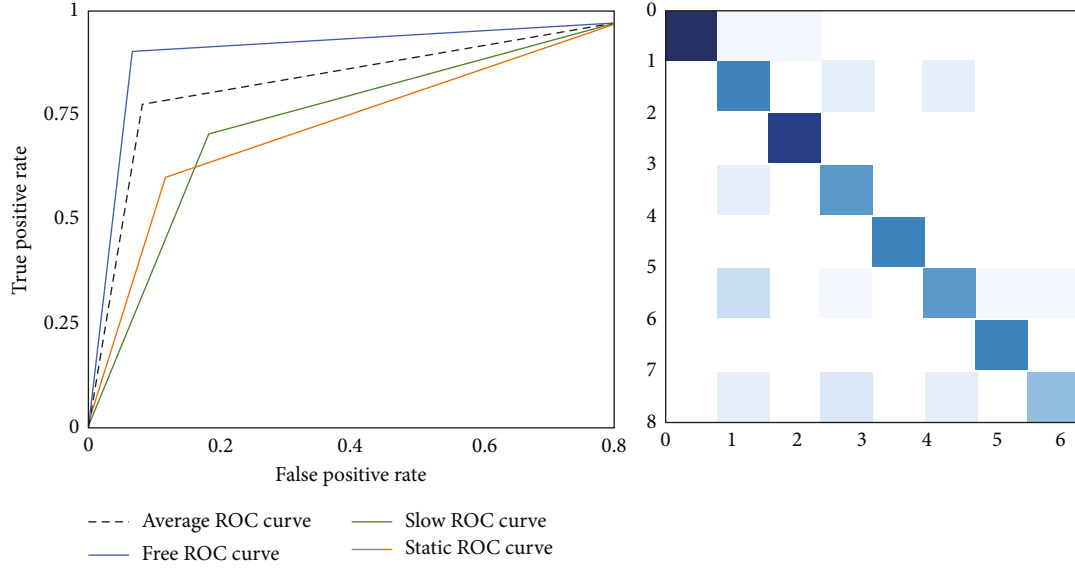 1
0.75
0.5
0.25
0
True positive rate
0 0.2 0.4 0.6 0.8
False positive rate
Average ROC curve
Free ROC curve
Slow ROC curve
Static ROC curve
0
1
2
3
4
5
6
7
8
0 1 2 3 4 5 6